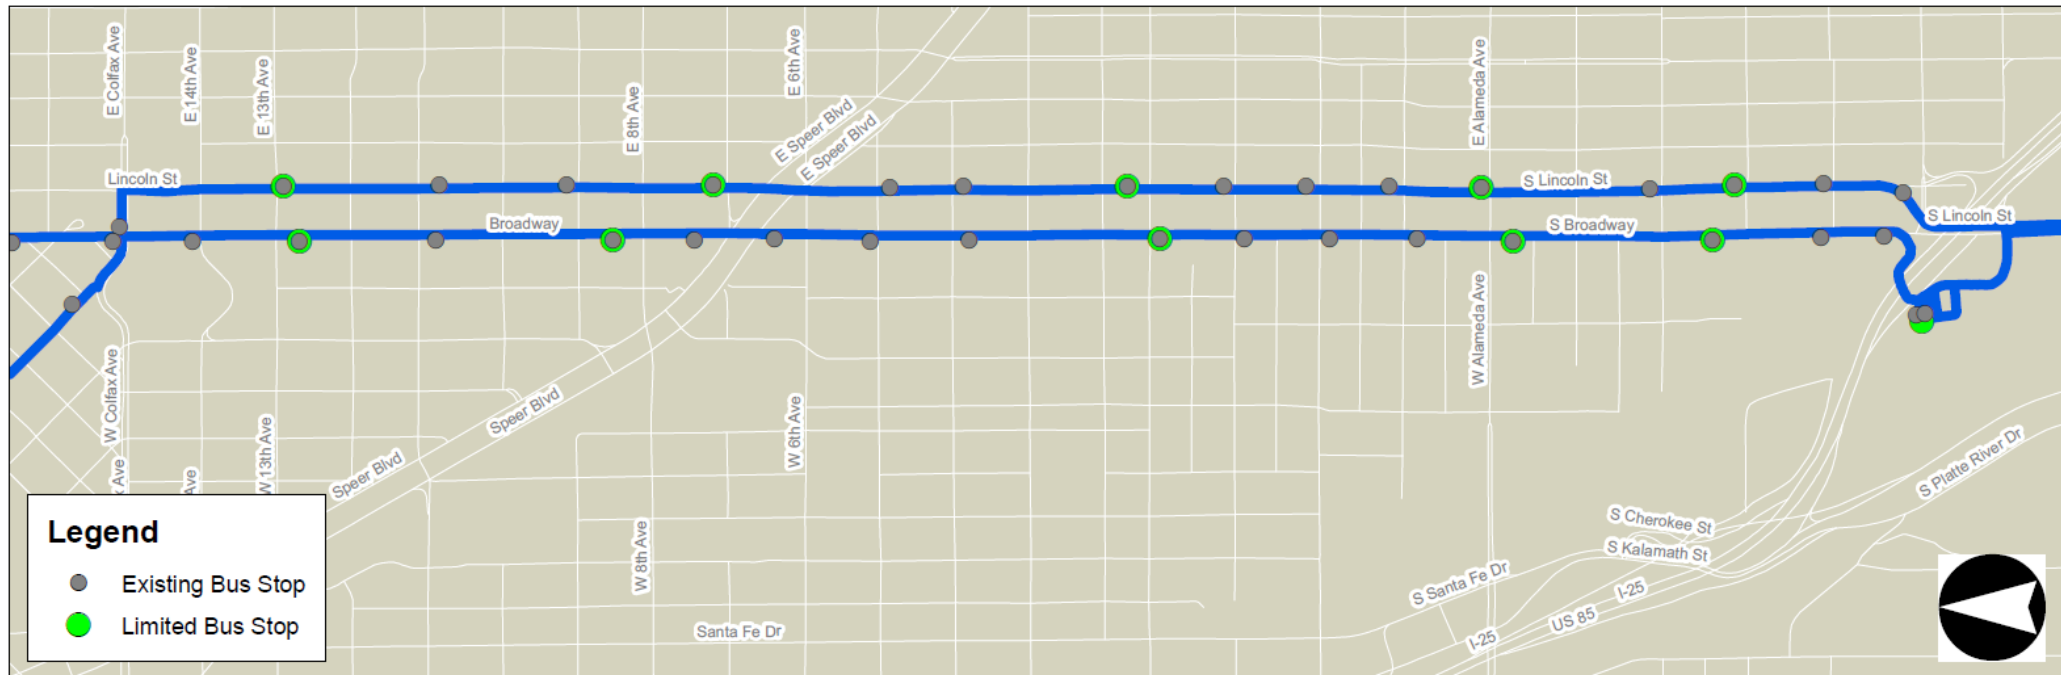 E Colfax Ave
E 14th Ave
E 13th Ave
E 8th Ave
E 6th Ave
E Speer Blvd
E Speer Blvd
E Alameda Ave
Lincoln St
S Lincoln St
S Lincoln St
Broadway
S Broadway
W Colfax Ave
W 13th Ave
Speer Blvd
Speer Blvd
W 6th Ave
W 8th Ave
W Alameda Ave
x Ave
Ave
S Platte River Dr
S Cherokee St
S Kalamath St
S Santa Fe Dr
I-25
US 85
I-25
Santa Fe Dr
Legend
Existing Bus Stop
Limited Bus Stop